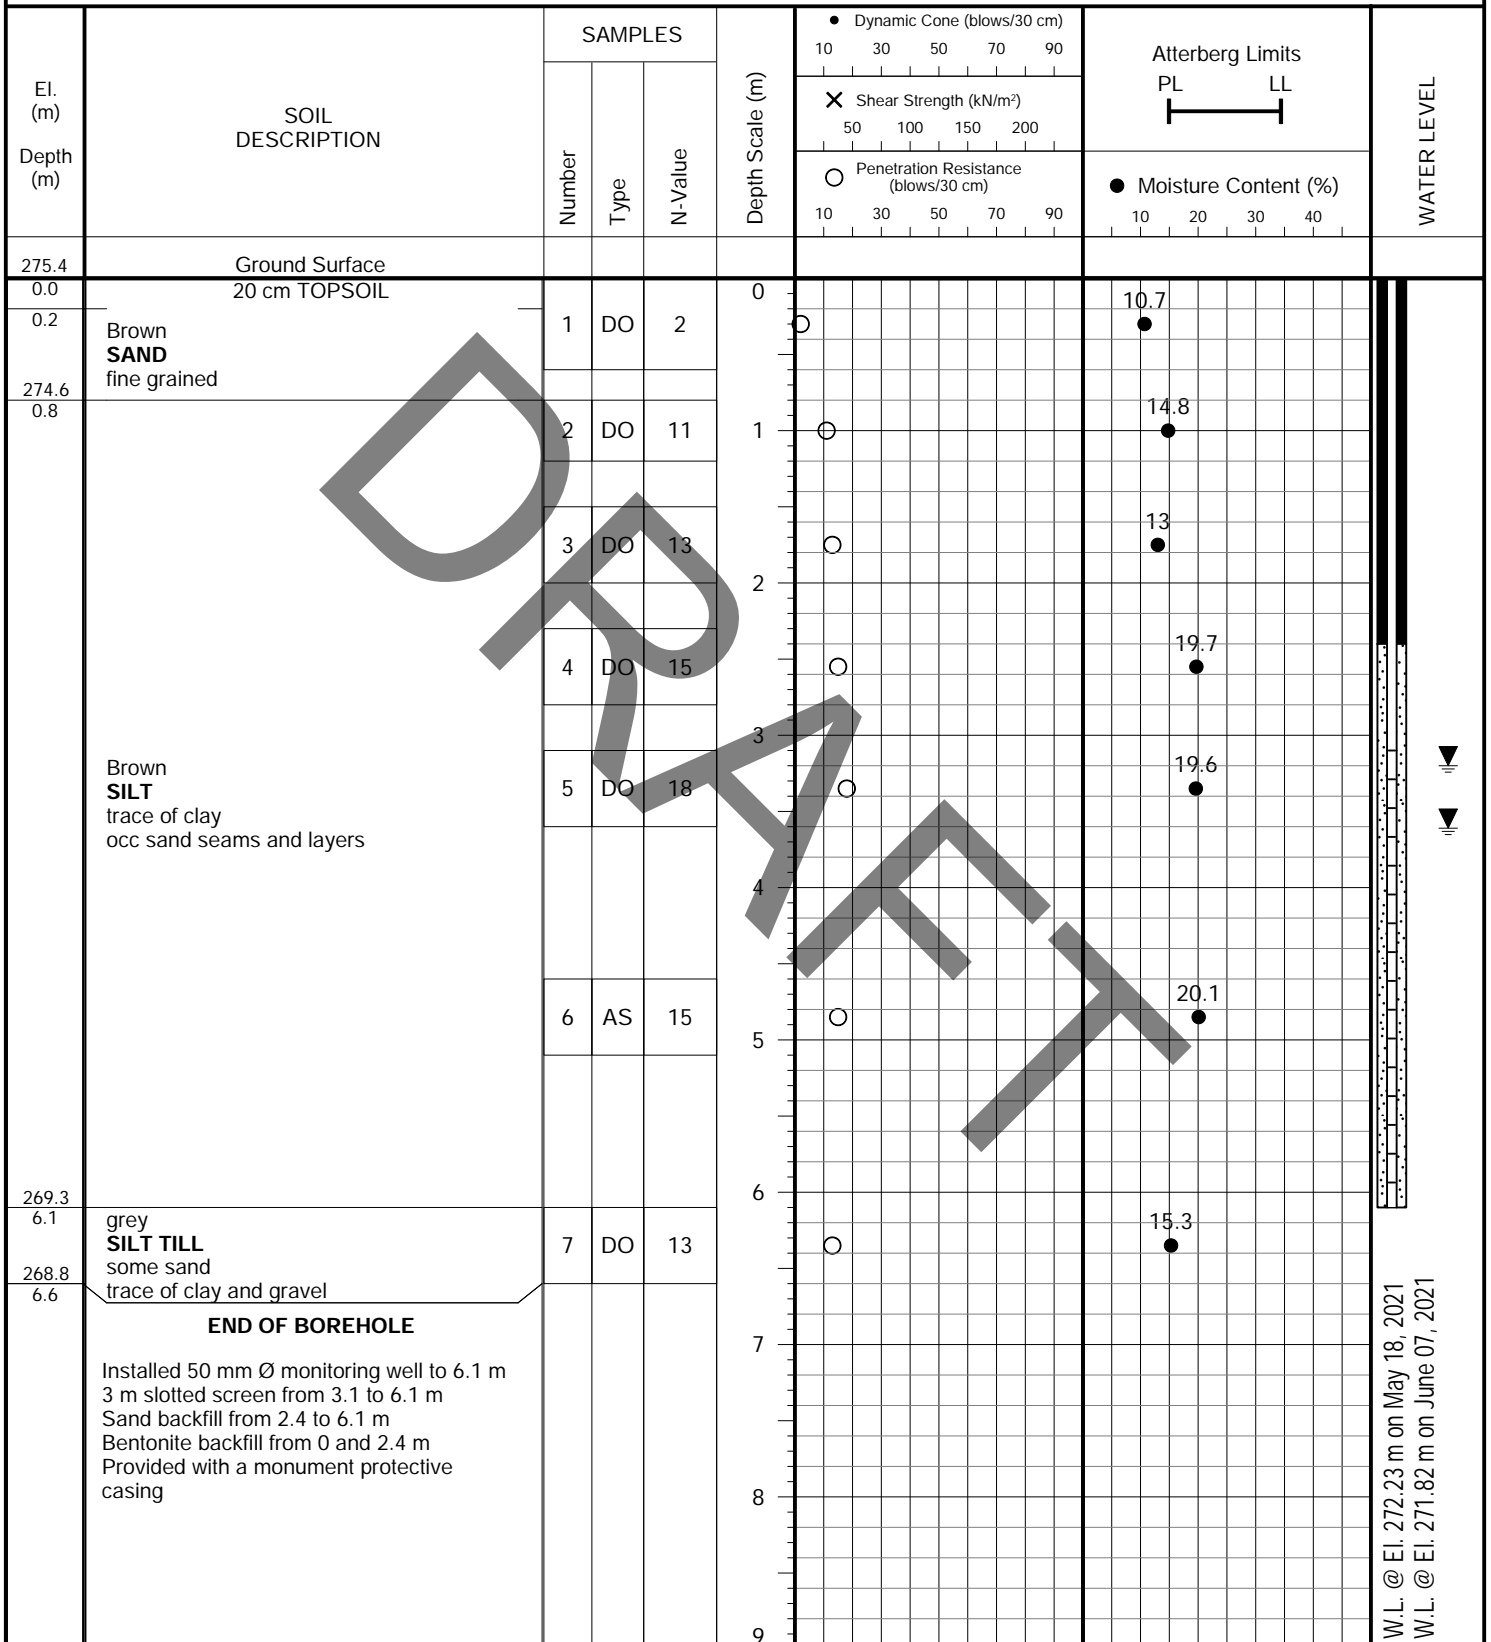 El.
(m)
Depth
(m)
SOIL
DESCRIPTION
SAMPLES
Number
Type
N-Value
Depth Scale (m)
Dynamic Cone (blows/30 cm)
10 30 50 70 90
Shear Strength (kN/m²)
50 100 150 200
Penetration Resistance
(blows/30 cm)
10 30 50 70 90
Atterberg Limits
PL LL
Moisture Content (%)
10 20 30 40
WATER LEVEL
275.4 Ground Surface
0.0 20 cm TOPSOIL 0
0.2
Brown
SAND
fine grained
1 DO 2 10.7
274.6
0.8
2 DO 11 1 14.8
3 DO 13 13
2
4 DO 15 19.7
3
Brown
SILT
trace of clay
occ sand seams and layers
5 DO 18 19.6
4
6 AS 15 20.1
5
6
269.3
6.1
grey
SILT TILL
some sand
trace of clay and gravel
7 DO 13 15.3
268.8
6.6
END OF BOREHOLE
7
Installed 50 mm Ø monitoring well to 6.1 m
3 m slotted screen from 3.1 to 6.1 m
Sand backfill from 2.4 to 6.1 m
Bentonite backfill from 0 and 2.4 m
Provided with a monument protective
casing
8
9
W.L. @ El. 272.23 m on May 18, 2021
W.L. @ El. 271.82 m on June 07, 2021
DRAFT